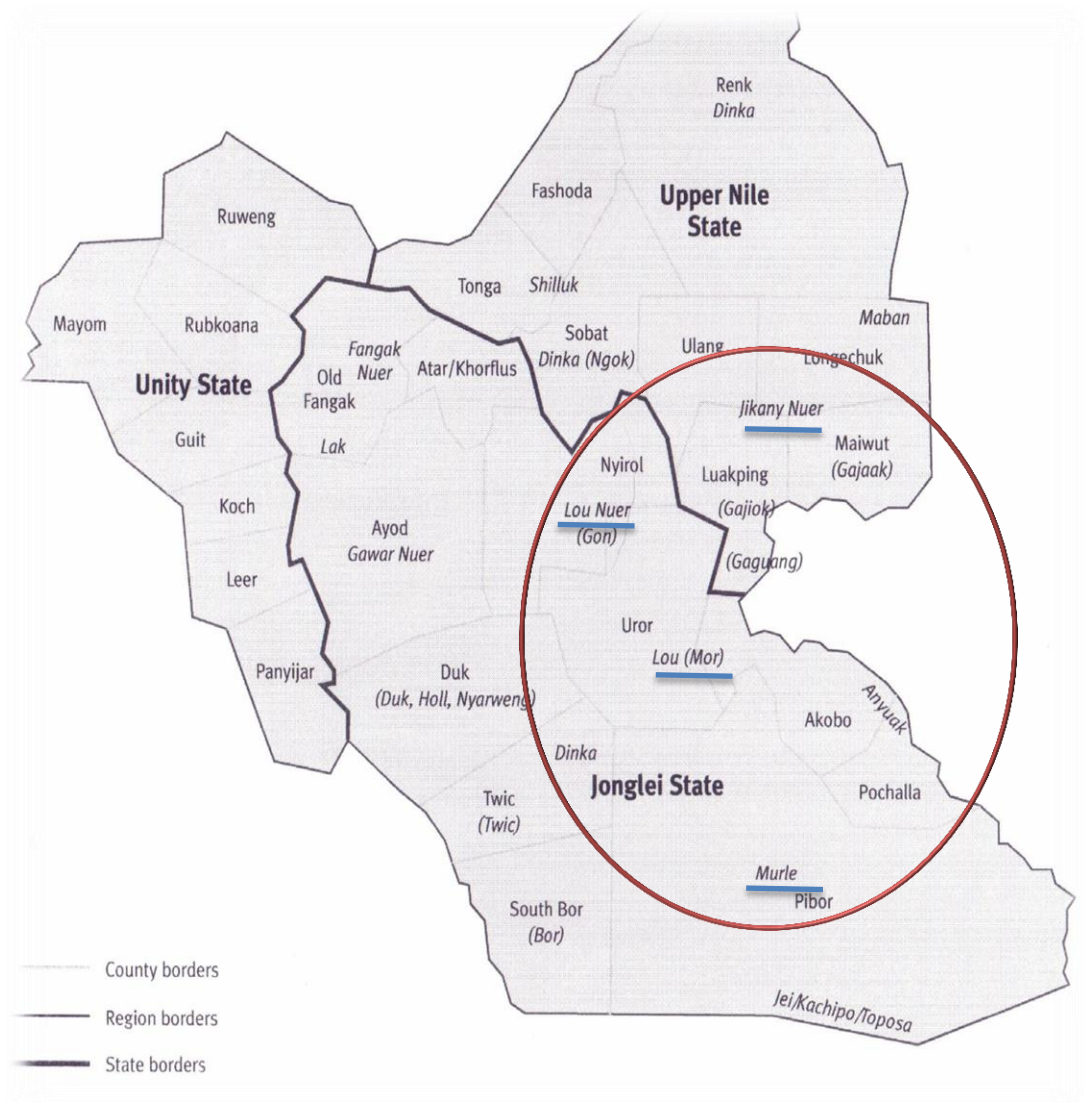 Renk
Dinka
Fashoda
Upper Nile
State
Ruweng
Tonga
Shilluk
Maban
Mayom
Rubkoana
Sobat
Dinka (Ngok)
Ulang
Longechuk
Fangak
Nuer
Old
Fangak
Atar/Khorflus
Unity State
Jikany Nuer
Guit
Lak
Maiwut
(Gajaak)
Nyirol
Luakping
(Gajiok)
Koch
Lou Nuer
(Gon)
Ayod
Gawar Nuer
(Gaguang)
Leer
Uror
Lou (Mor)
Panyijar
Duk
(Duk, Holl, Nyarweng)
Akobo
Anyuak
Dinka
Jonglei State
Pochalla
Twic
(Twic)
Murle
Pibor
South Bor
(Bor)
Jei/Kachipo/Toposa
County borders
Region borders
State borders